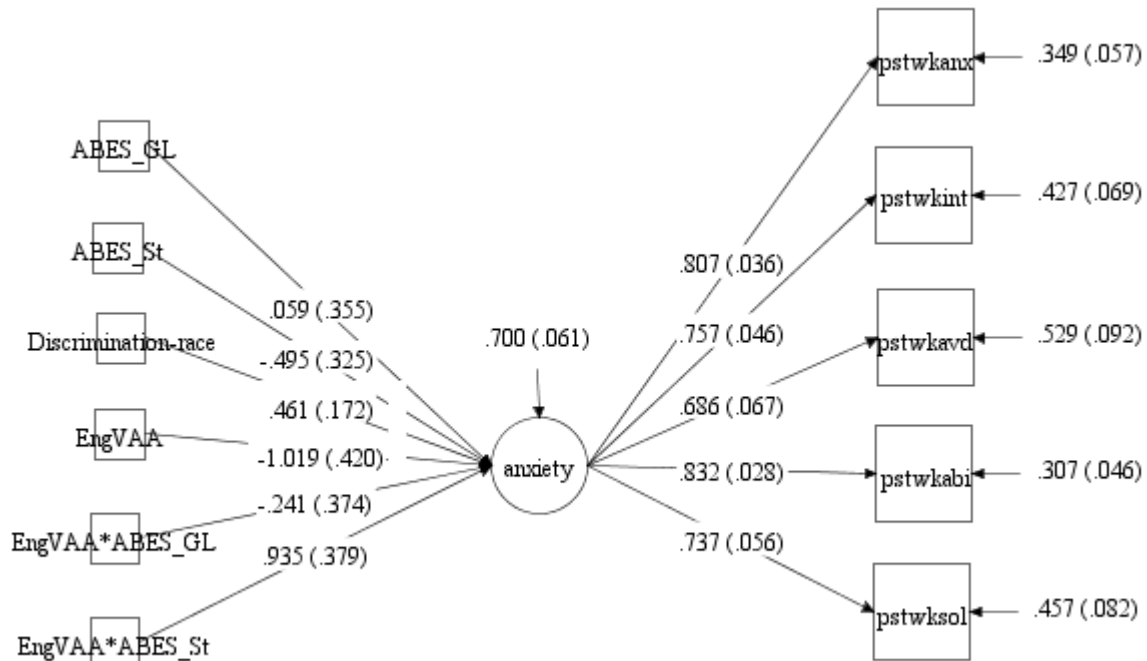 pstwkanx
.349 (.057)
ABES_GL
pstwkint
.427 (.069)
ABES_St
.807 (.036)
.059 (.355)
Discrimination-race
.700 (.061)
.757 (.046)
pstwkavd
.529 (.092)
-.495 (.325)
.686 (.067)
.461 (.172)
EngVAA
-1.019 (.420)
anxiety
.832 (.028)
pstwkabi
.307 (.046)
-.241 (.374)
EngVAA*ABES_GL
.935 (.379)
.737 (.056)
pstwksol
.457 (.082)
EngVAA*ABES_St